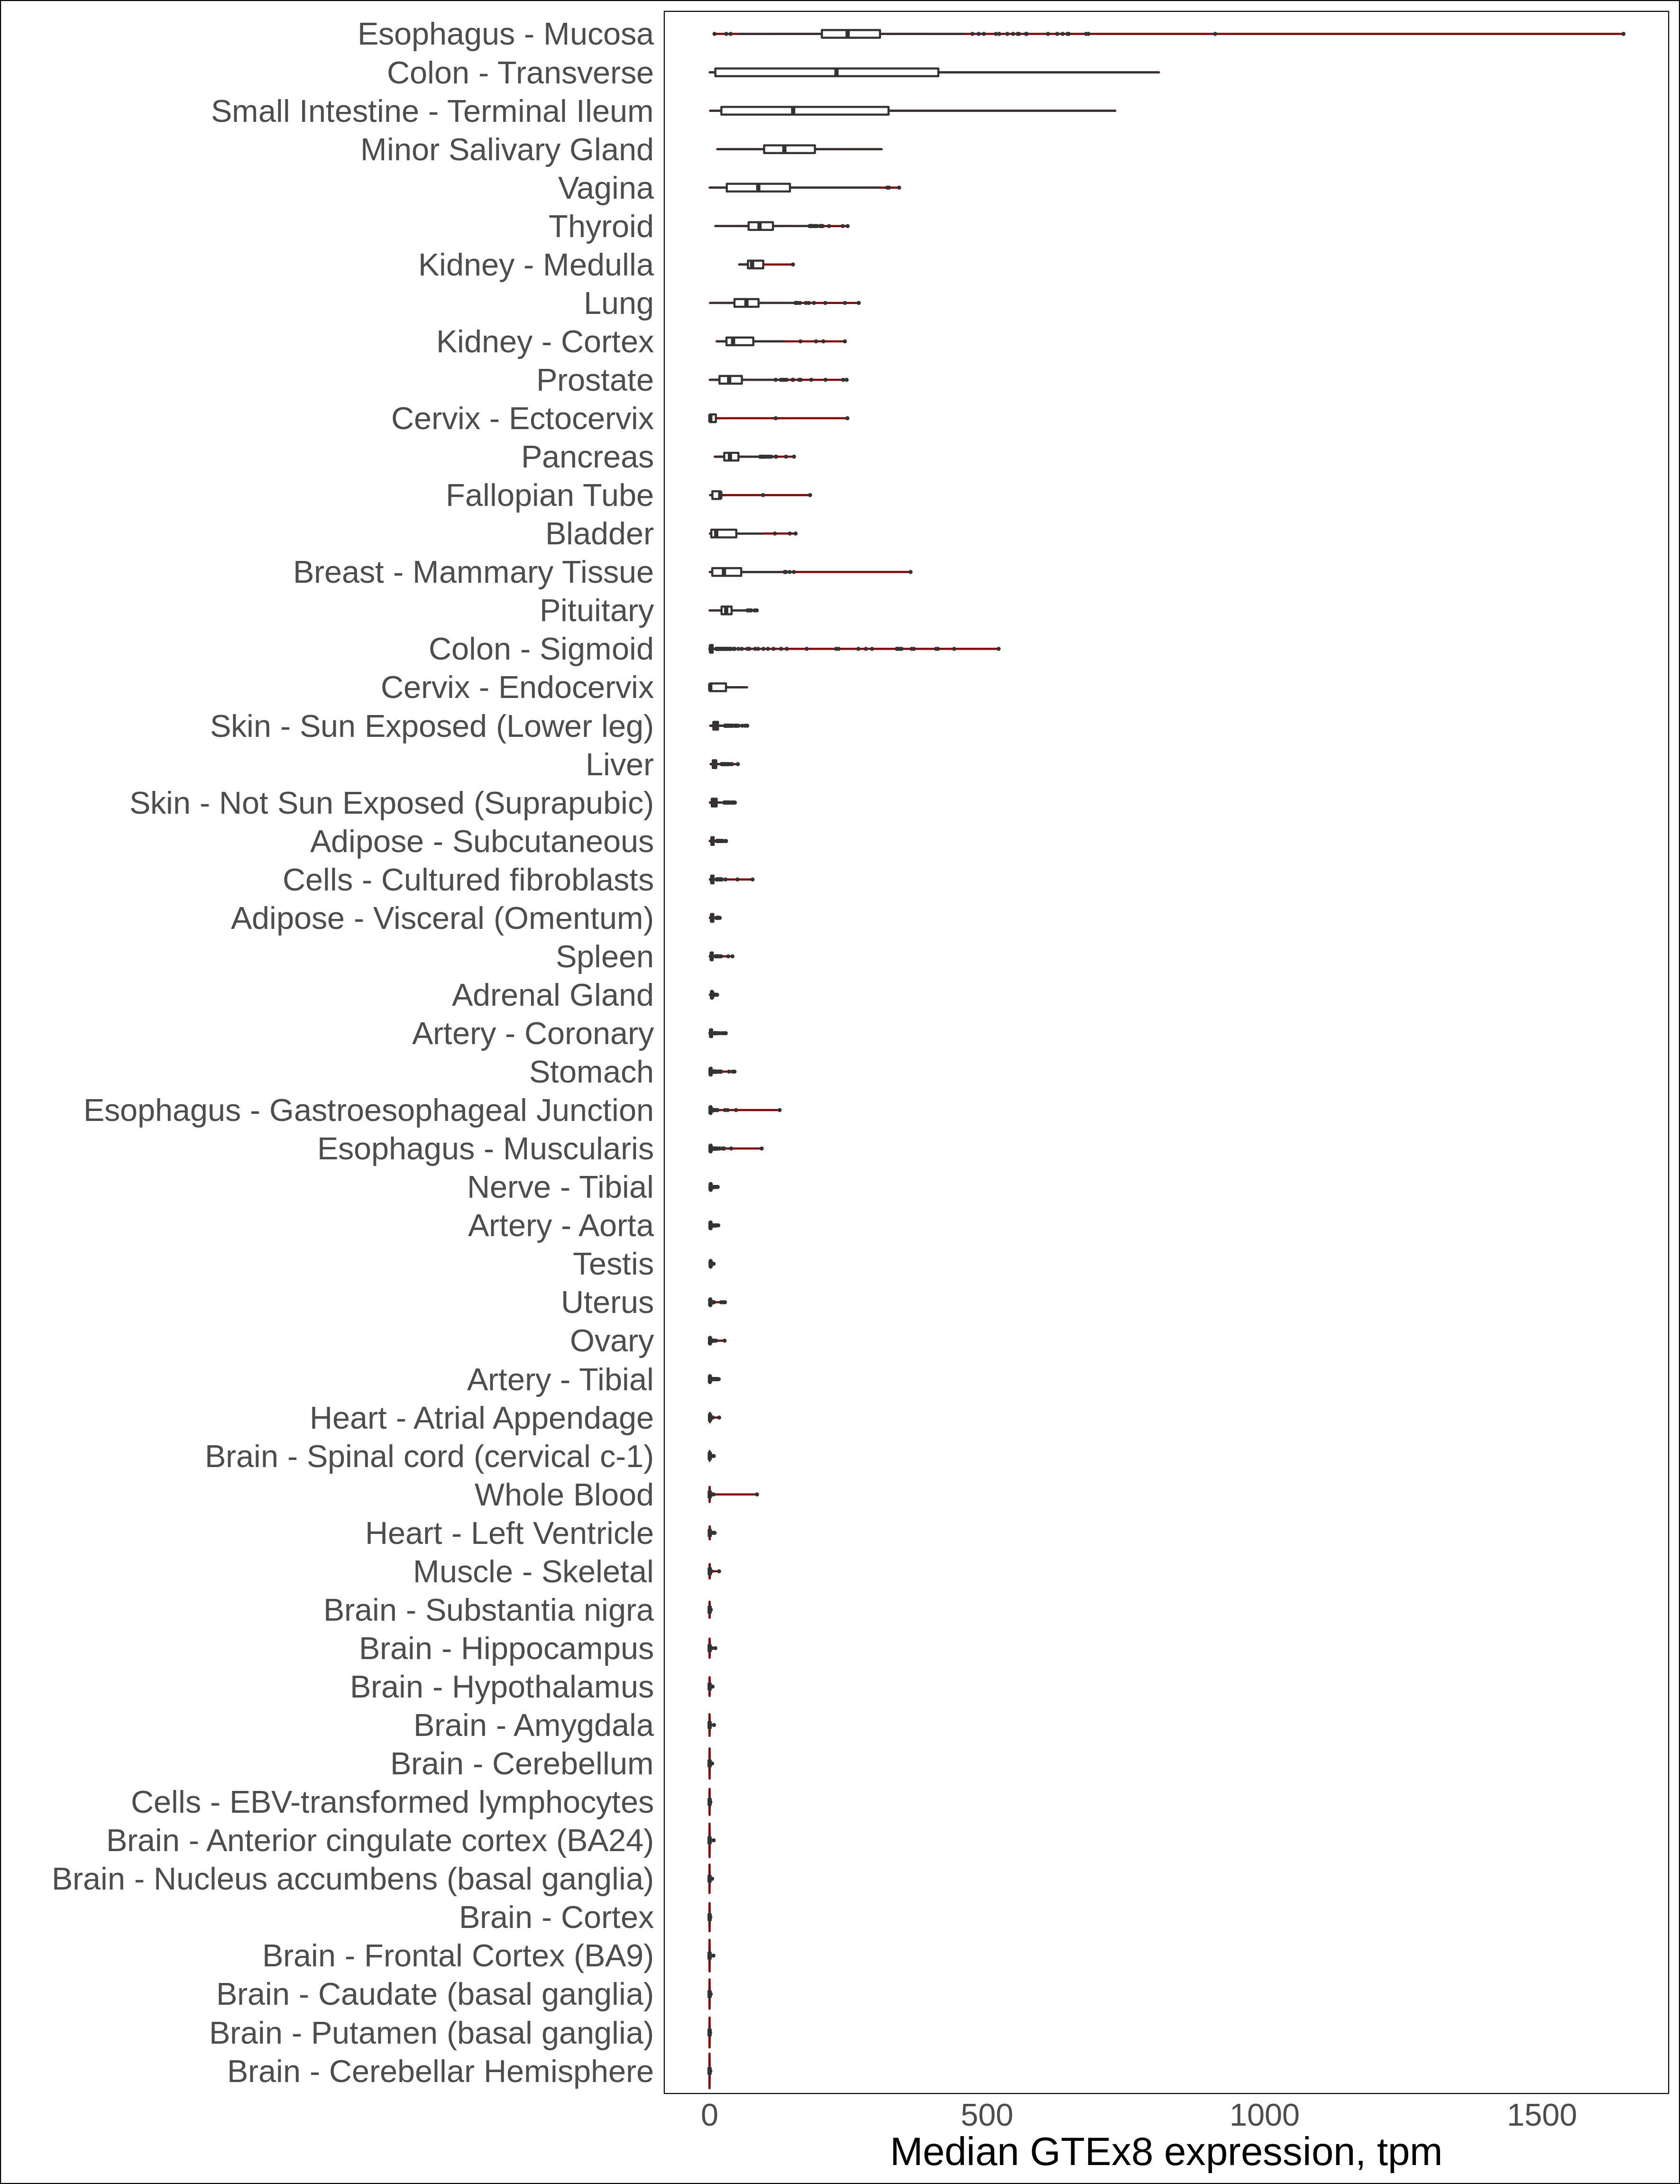 Esophagus - Mucosa
Colon - Transverse
Small Intestine - Terminal Ileum
Minor Salivary Gland
Vagina
Thyroid
Kidney - Medulla
Lung
Kidney - Cortex
Prostate
Cervix - Ectocervix
Pancreas
Fallopian Tube
Bladder
Breast - Mammary Tissue
Pituitary
Colon - Sigmoid
Cervix - Endocervix
Skin - Sun Exposed (Lower leg)
Liver
Skin - Not Sun Exposed (Suprapubic)
Adipose - Subcutaneous
Cells - Cultured fibroblasts
Adipose - Visceral (Omentum)
Spleen
Adrenal Gland
Artery - Coronary
Stomach
Esophagus - Gastroesophageal Junction
Esophagus - Muscularis
Nerve - Tibial
Artery - Aorta
Testis
Uterus
Ovary
Artery - Tibial
Heart - Atrial Appendage
Brain - Spinal cord (cervical c-1)
Whole Blood
Heart - Left Ventricle
Muscle - Skeletal
Brain - Substantia nigra
Brain - Hippocampus
Brain - Hypothalamus
Brain - Amygdala
Brain - Cerebellum
Cells - EBV-transformed lymphocytes
Brain - Anterior cingulate cortex (BA24)
Brain - Nucleus accumbens (basal ganglia)
Brain - Cortex
Brain - Frontal Cortex (BA9)
Brain - Caudate (basal ganglia)
Brain - Putamen (basal ganglia)
Brain - Cerebellar Hemisphere
0 500 1000 1500
Median GTEx8 expression, tpm